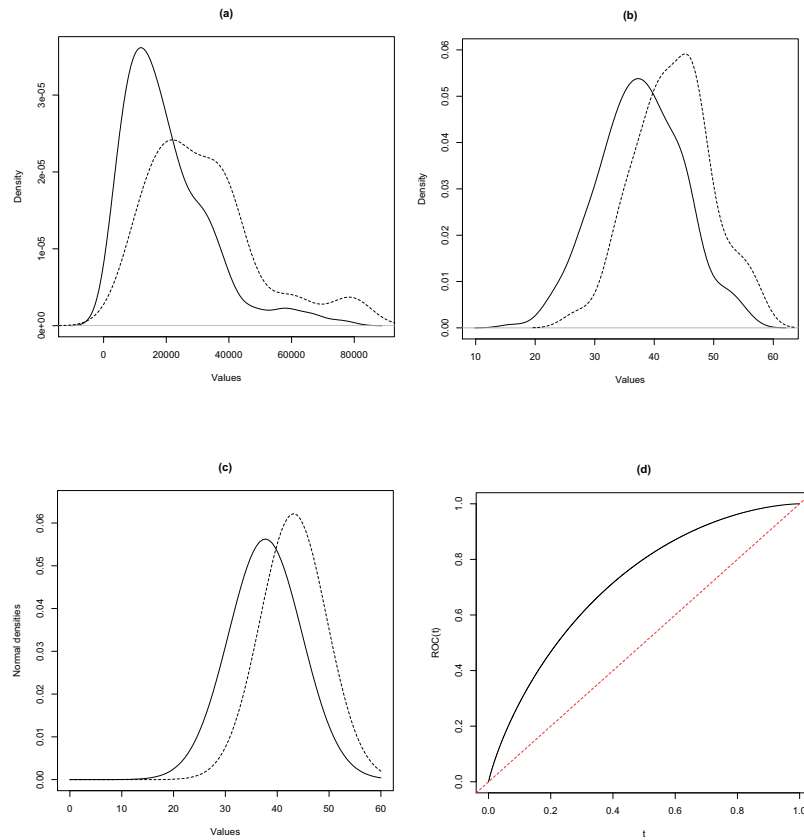 (a)
Density
0e+00 1e-05 2e-05 3e-05
0 20000 40000 60000 80000
Values
(b)
Density
0.00 0.01 0.02 0.03 0.04 0.05 0.06
10 20 30 40 50 60
Values
(c)
Normal densities
0.00 0.01 0.02 0.03 0.04 0.05 0.06
0 10 20 30 40 50 60
Values
(d)
ROC(t)
0.0 0.2 0.4 0.6 0.8 1.0
0.0 0.2 0.4 0.6 0.8 1.0
t